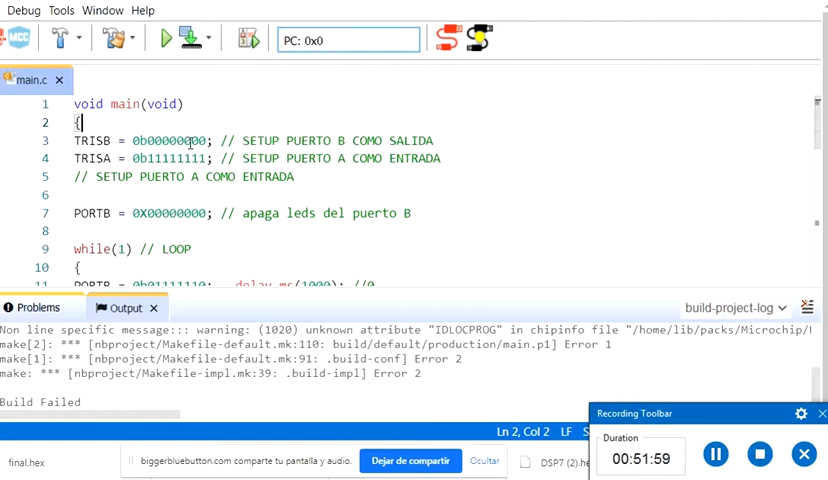 Debug Tools Window Help
MCC
PC: 0x0
main.c
1 void main(void)
2 {
3 TRISB = 0b00000000; // SETUP PUERTO B COMO SALIDA
4 TRISA = 0b11111111; // SETUP PUERTO A COMO ENTRADA
5 // SETUP PUERTO A COMO ENTRADA
6
7 PORTB = 0X00000000; // apaga leds del puerto B
8
9 while(1) // LOOP
10 {
11 PORTB = 0b01111110; __delay_ms(1000); //0
Problems Output build-project-log
Non line specific message::: warning: (1020) unknown attribute "IDLOCPROG" in chipinfo file "/home/lib/packs/Microchip/
make[2]: *** [nbproject/Makefile-default.mk:110: build/default/production/main.p1] Error 1
make[1]: *** [nbproject/Makefile-default.mk:91: .build-conf] Error 2
make: *** [nbproject/Makefile-impl.mk:39: .build-impl] Error 2
Build Failed
Ln 2, Col 2 LF
Recording Toolbar
Duration
00:51:59
final.hex
biggerbluebutton.com comparte tu pantalla y audio. Dejar de compartir Ocultar
DSP7 (2).he